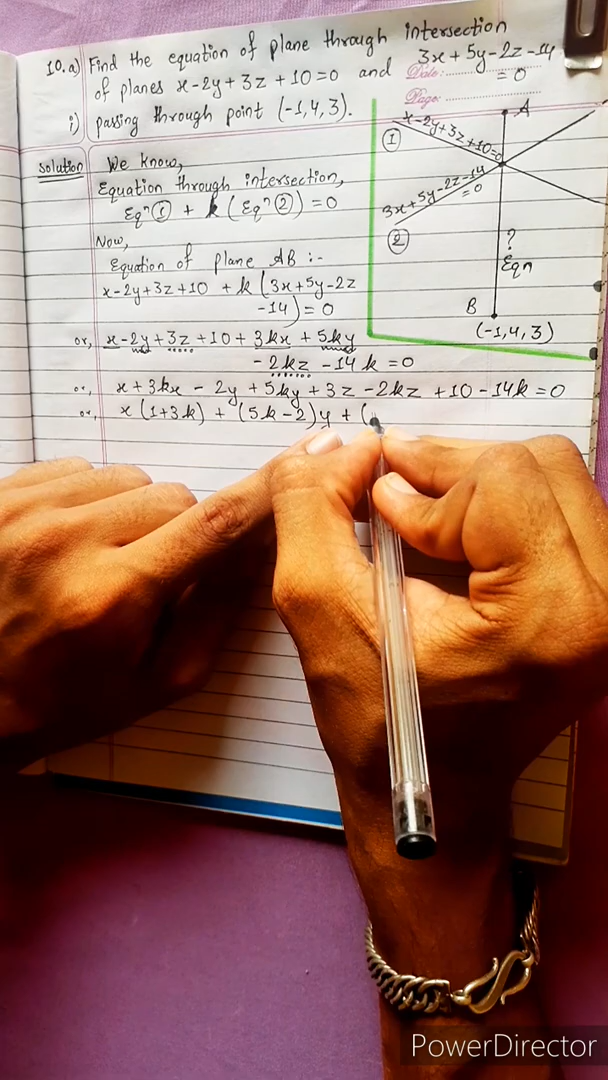 10.a) Find the equation of plane through intersection
of planes x-2y+3z+10=0 and 3x+5y-2z-14
=0
Date:
Page:
i) passing through point (-1,4,3).
Solution We know,
Equation through intersection,
Eqⁿ ① + k (Eqⁿ ②) = 0
Now,
Equation of plane AB :-
x-2y+3z+10 + k (3x+5y-2z
-14) = 0
or, x-2y+3z+10+3kx+5ky
-2kz-14k=0
or, x+3kx-2y+5ky+3z-2kz+10-14k=0
or, x(1+3k)+(5k-2)y+(
A
①
x-2y+3z+10=0
3x+5y-2z-14
=0
②
?
Eqn
B
(-1,4,3)
PowerDirector